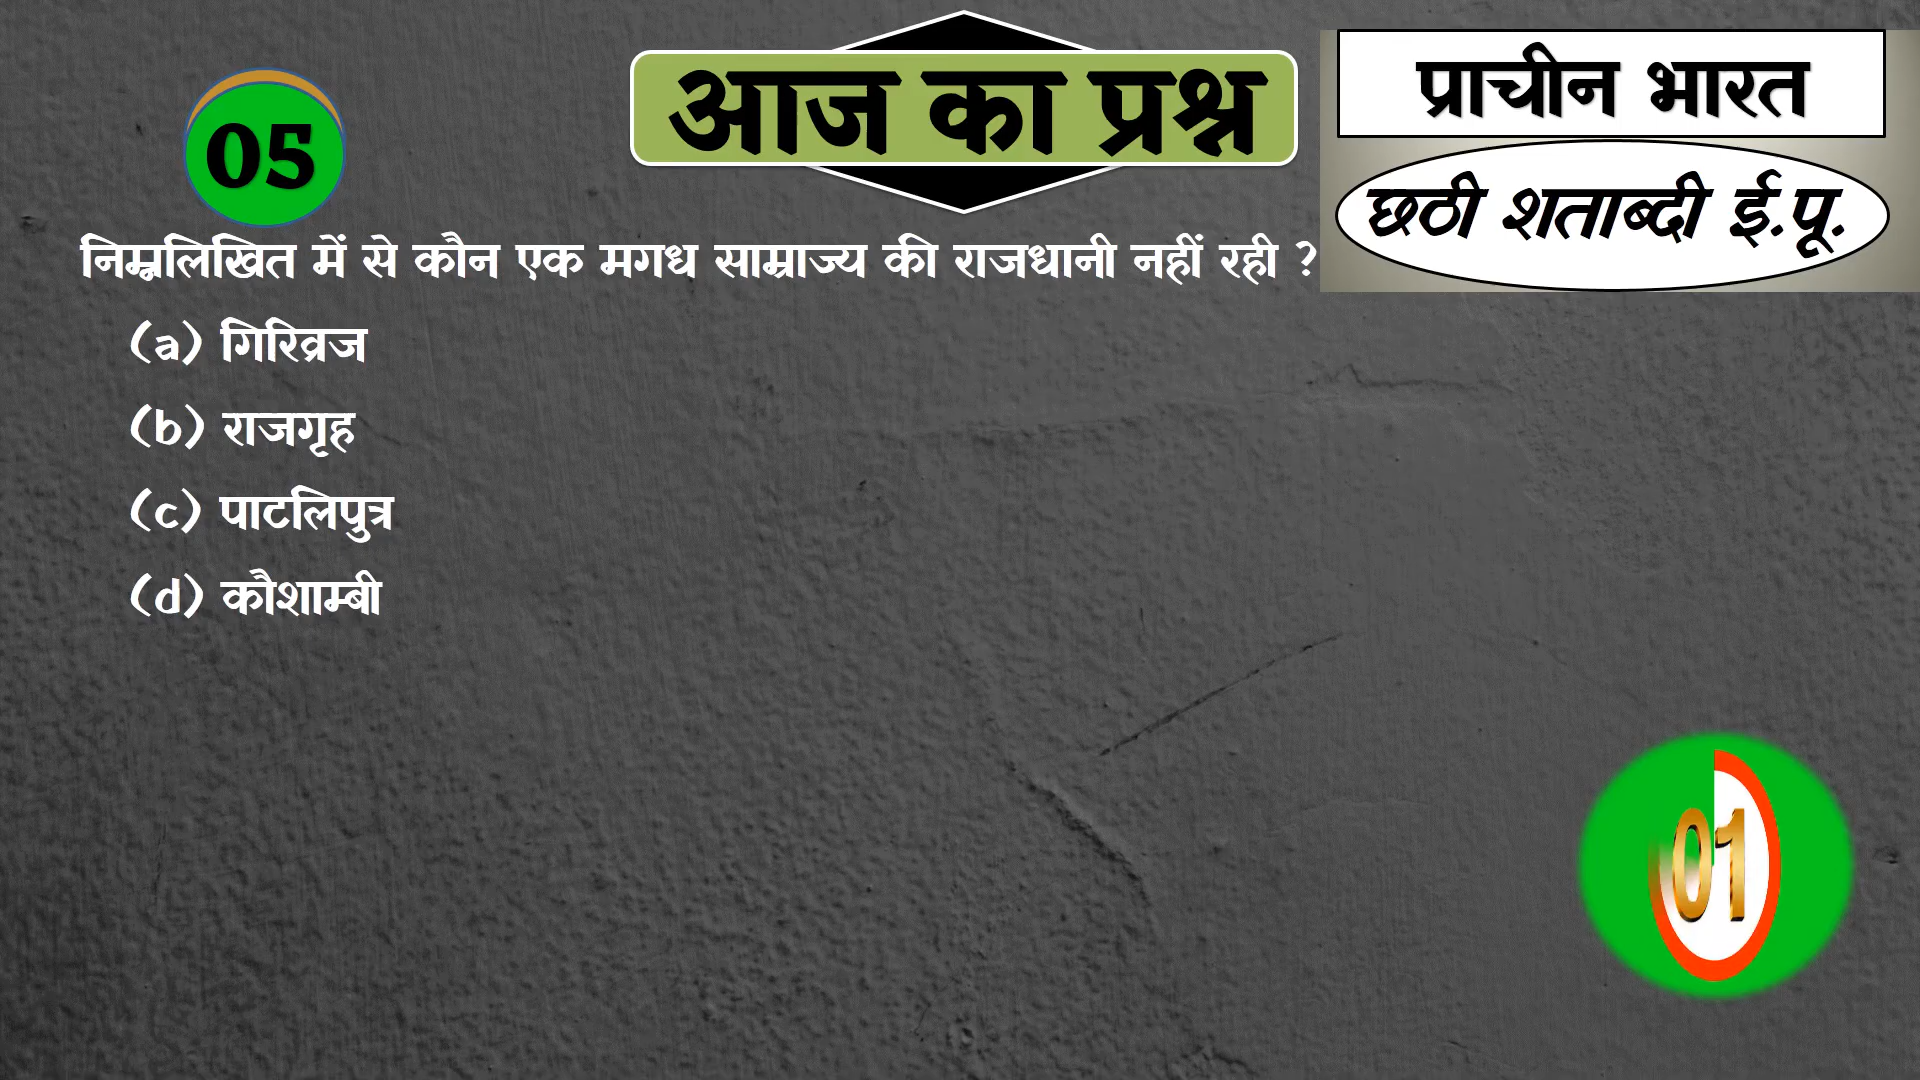 आज का प्रश्न
प्राचीन भारत
छठी शताब्दी ई.पू.
05
निम्नलिखित में से कौन एक मगध साम्राज्य की राजधानी नहीं रही ?
(a) गिरिव्रज
(b) राजगृह
(c) पाटलिपुत्र
(d) कौशाम्बी
01